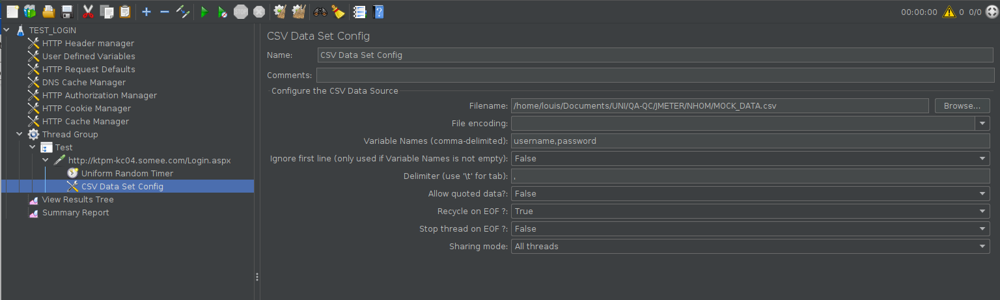 00:00:00 0 0/0
TEST_LOGIN
HTTP Header manager
User Defined Variables
HTTP Request Defaults
DNS Cache Manager
HTTP Authorization Manager
HTTP Cookie Manager
HTTP Cache Manager
Thread Group
Test
http://ktpm-kc04.somee.com/Login.aspx
Uniform Random Timer
CSV Data Set Config
View Results Tree
Summary Report
CSV Data Set Config
Name: CSV Data Set Config
Comments:
Configure the CSV Data Source
Filename: /home/louis/Documents/UNI/QA-QC/JMETER/NHOM/MOCK_DATA.csv Browse...
File encoding:
Variable Names (comma-delimited): username,password
Ignore first line (only used if Variable Names is not empty): False
Delimiter (use '\t' for tab): ,
Allow quoted data?: False
Recycle on EOF ?: True
Stop thread on EOF ?: False
Sharing mode: All threads